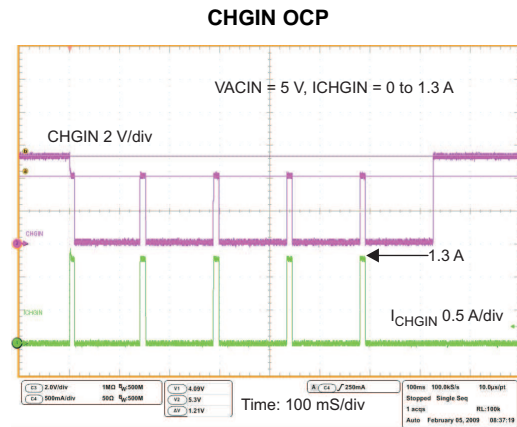 CHGIN OCP
VACIN = 5 V, ICHGIN = 0 to 1.3 A
CHGIN 2 V/div
CHGIN
1.3 A
ICHGIN
ICHGIN 0.5 A/div
C3 2.0V/div 1MΩ BW:500M
C4 500mA/div 50Ω BW:500M
V1 4.09V
V2 5.3V
ΔV 1.21V
Time: 100 mS/div
A C4 / 250mA
100ms 100.0kS/s 10.0µs/pt
Stopped Single Seq
1 acqs RL:100k
Auto February 05, 2009 08:37:19